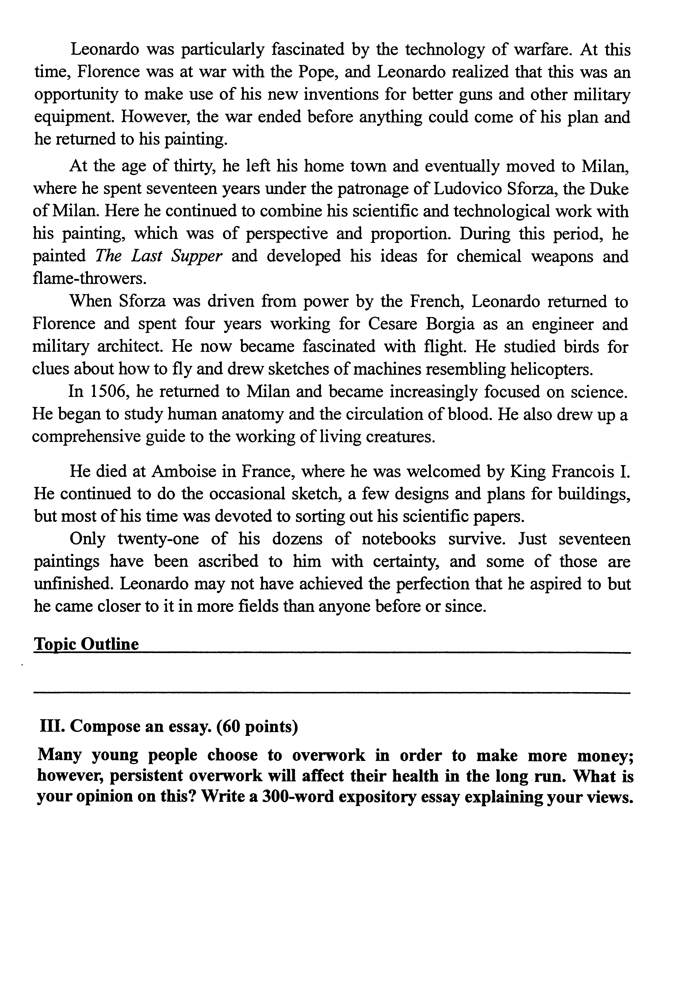 Leonardo was particularly fascinated by the technology of warfare. At this
time, Florence was at war with the Pope, and Leonardo realized that this was an
opportunity to make use of his new inventions for better guns and other military
equipment. However, the war ended before anything could come of his plan and
he returned to his painting.
At the age of thirty, he left his home town and eventually moved to Milan,
where he spent seventeen years under the patronage of Ludovico Sforza, the Duke
of Milan. Here he continued to combine his scientific and technological work with
his painting, which was of perspective and proportion. During this period, he
painted The Last Supper and developed his ideas for chemical weapons and
flame-throwers.
When Sforza was driven from power by the French, Leonardo returned to
Florence and spent four years working for Cesare Borgia as an engineer and
military architect. He now became fascinated with flight. He studied birds for
clues about how to fly and drew sketches of machines resembling helicopters.
In 1506, he returned to Milan and became increasingly focused on science.
He began to study human anatomy and the circulation of blood. He also drew up a
comprehensive guide to the working of living creatures.
He died at Amboise in France, where he was welcomed by King Francois I.
He continued to do the occasional sketch, a few designs and plans for buildings,
but most of his time was devoted to sorting out his scientific papers.
Only twenty-one of his dozens of notebooks survive. Just seventeen
paintings have been ascribed to him with certainty, and some of those are
unfinished. Leonardo may not have achieved the perfection that he aspired to but
he came closer to it in more fields than anyone before or since.
Topic Outline
III. Compose an essay. (60 points)
Many young people choose to overwork in order to make more money;
however, persistent overwork will affect their health in the long run. What is
your opinion on this? Write a 300-word expository essay explaining your views.